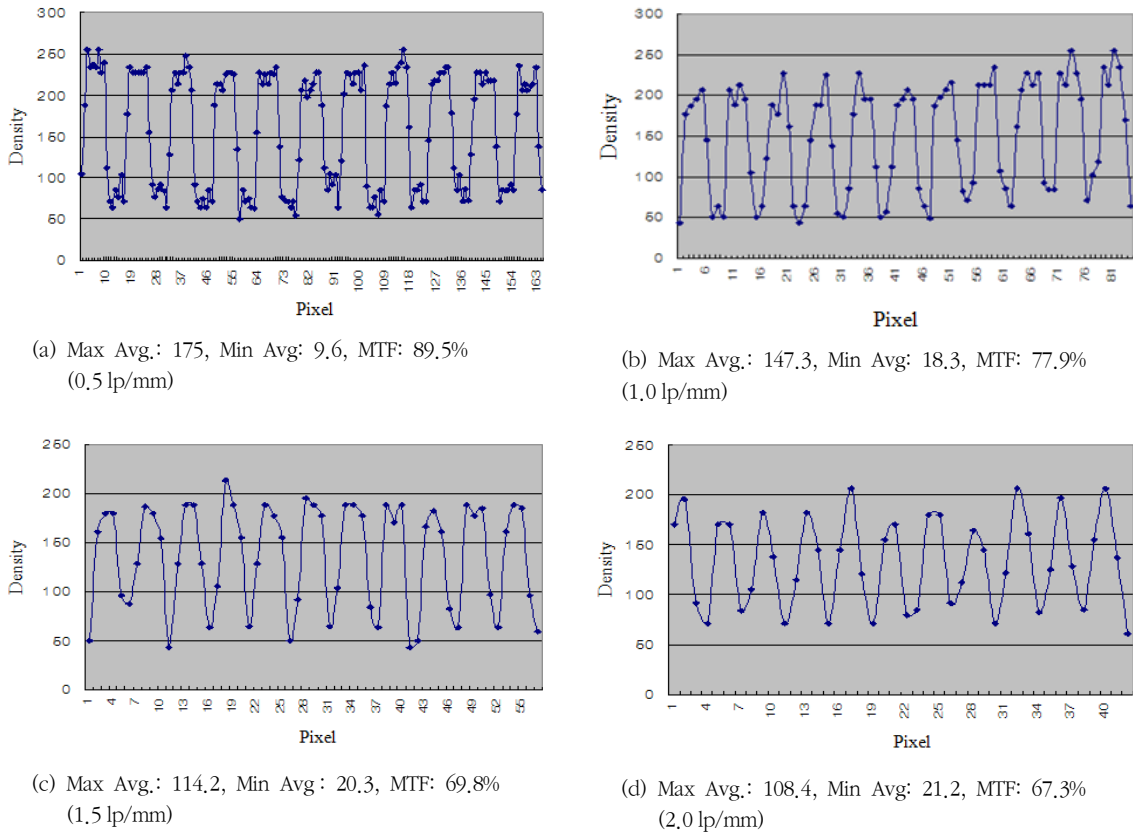 300
250
200
150
100
50
0
Density
1 10 19 28 37 46 55 64 73 82 91 100 109 118 127 136 145 154 163
Pixel
(a) Max Avg.: 175, Min Avg: 9.6, MTF: 89.5%
(0.5 lp/mm)
300
250
200
150
100
50
0
Density
1 6 11 16 21 26 31 36 41 46 51 56 61 66 71 76 81
Pixel
(b) Max Avg.: 147.3, Min Avg: 18.3, MTF: 77.9%
(1.0 lp/mm)
250
200
150
100
50
0
Density
1 4 7 10 13 16 19 22 25 28 31 34 37 40 43 46 49 52 55
Pixel
(c) Max Avg.: 114.2, Min Avg : 20.3, MTF: 69.8%
(1.5 lp/mm)
250
200
150
100
50
0
Density
1 4 7 10 13 16 19 22 25 28 31 34 37 40
Pixel
(d) Max Avg.: 108.4, Min Avg: 21.2, MTF: 67.3%
(2.0 lp/mm)